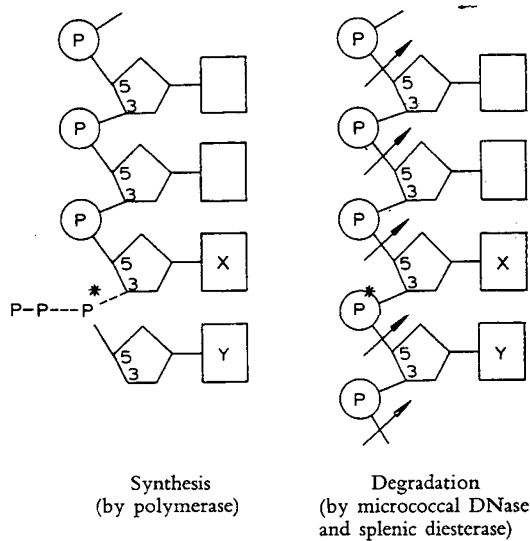 P
5
3
P
5
3
P
5
3
X
*
P-P---P
5
3
Y
P
5
3
P
5
3
P
5
3
X
*
P
5
3
Y
P
Synthesis
(by polymerase)
Degradation
(by micrococcal DNase
and splenic diesterase)